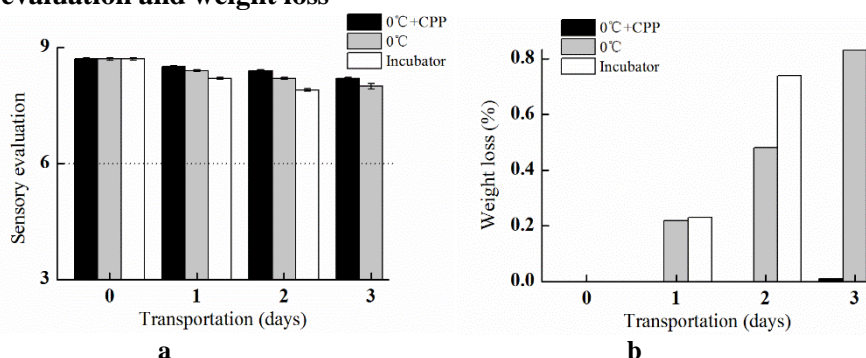 evaluation and weight loss
0℃+CPP
0℃
Incubator
9
6
3
Sensory evaluation
0 1 2 3
Transportation (days)
a
0℃+CPP
0℃
Incubator
0.8
0.6
0.4
0.2
0.0
Weight loss (%)
0 1 2 3
Transportation (days)
b